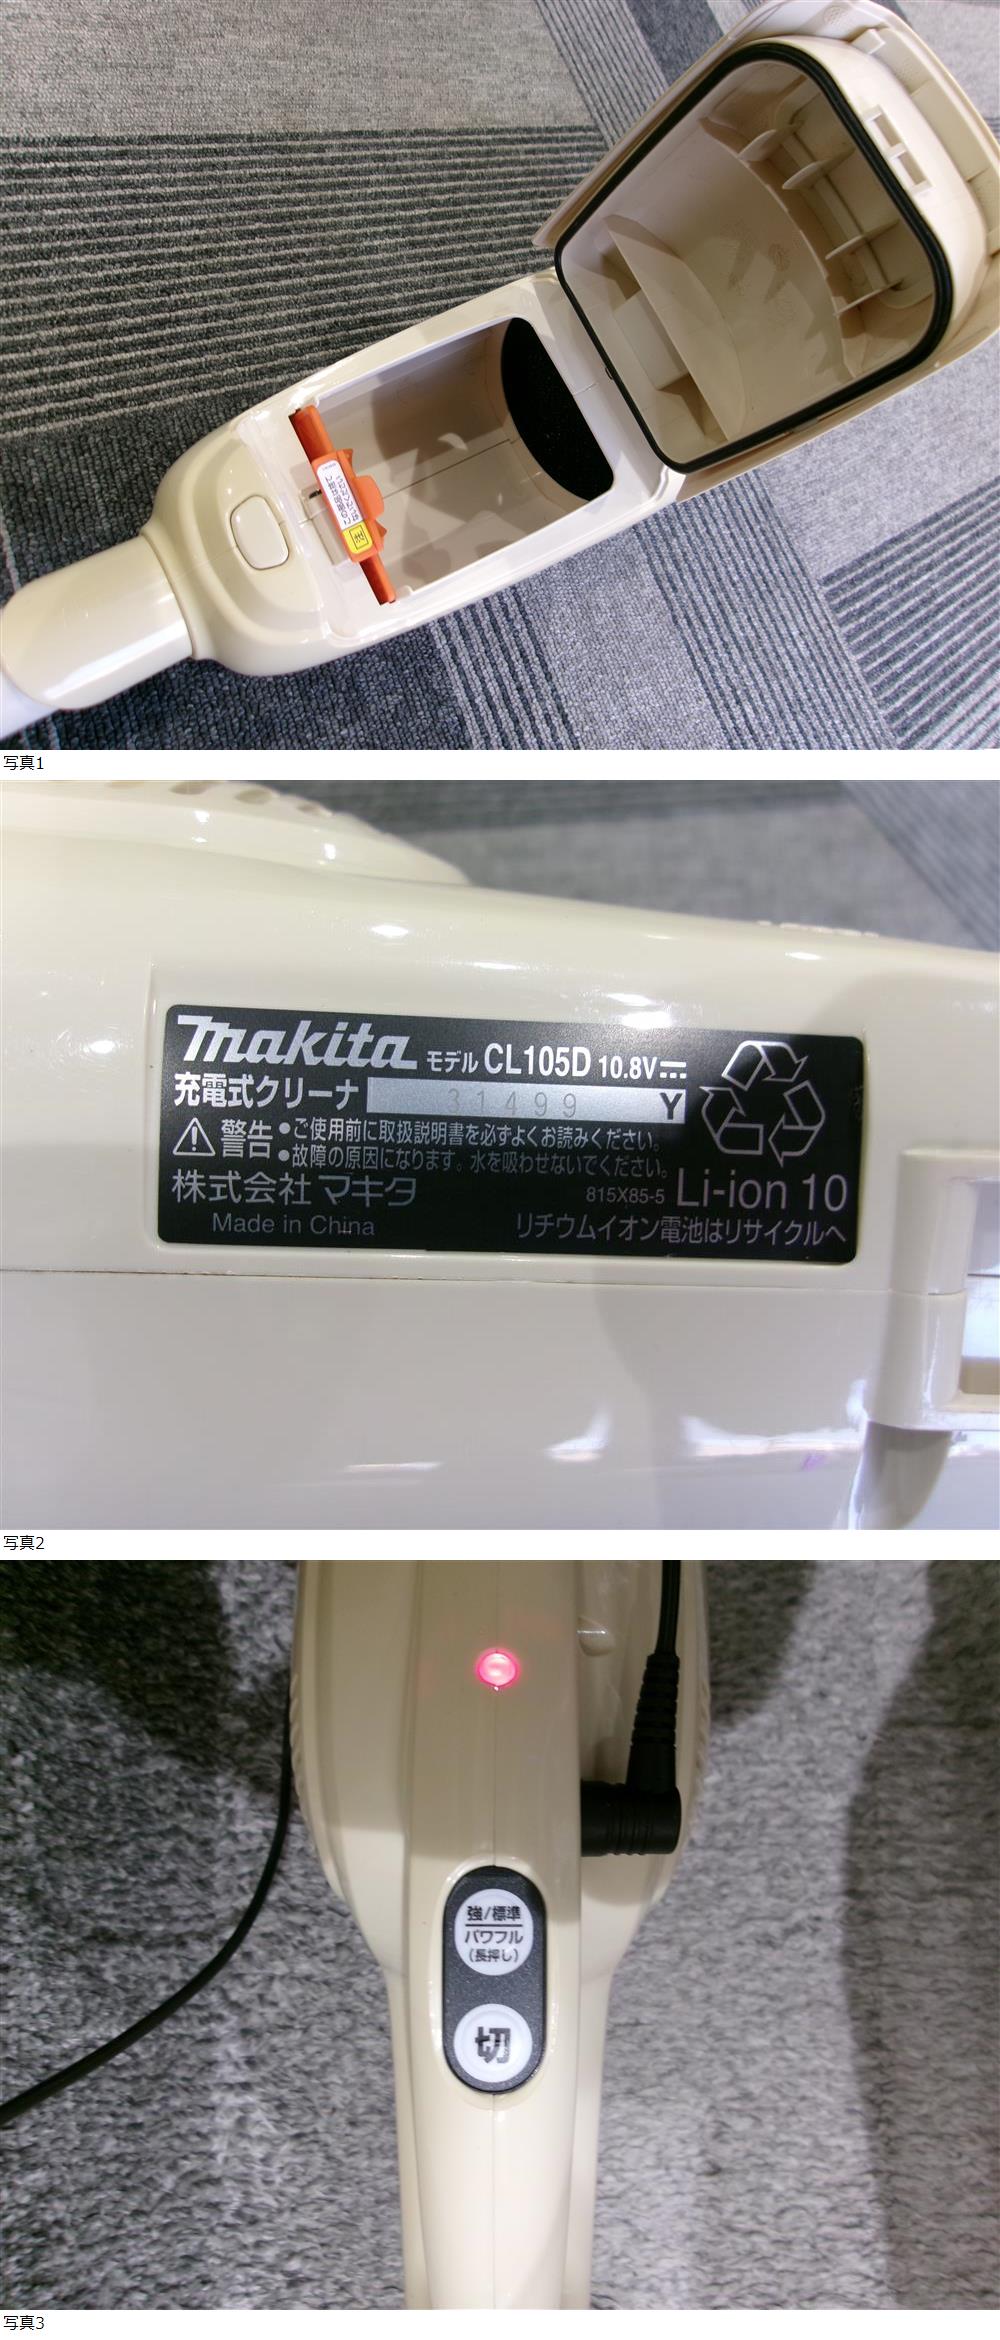 写真1
makita モデル CL105D 10.8V
充電式クリーナ 31499 Y
警告 ●ご使用前に取扱説明書を必ずよくお読みください。
●故障の原因になります。水を吸わせないでください。
株式会社マキタ 815X85-5 Li-ion 10
Made in China リチウムイオン電池はリサイクルへ
写真2
強/標準
パワフル
(長押し)
切
写真3